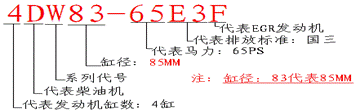 4DW83-65E3F
代表EGR发动机
代表排放标准：国三
代表马力：65PS
缸径：85MM
系列代号
注：缸径：83代表85MM
代表柴油机
代表发动机缸数：4缸